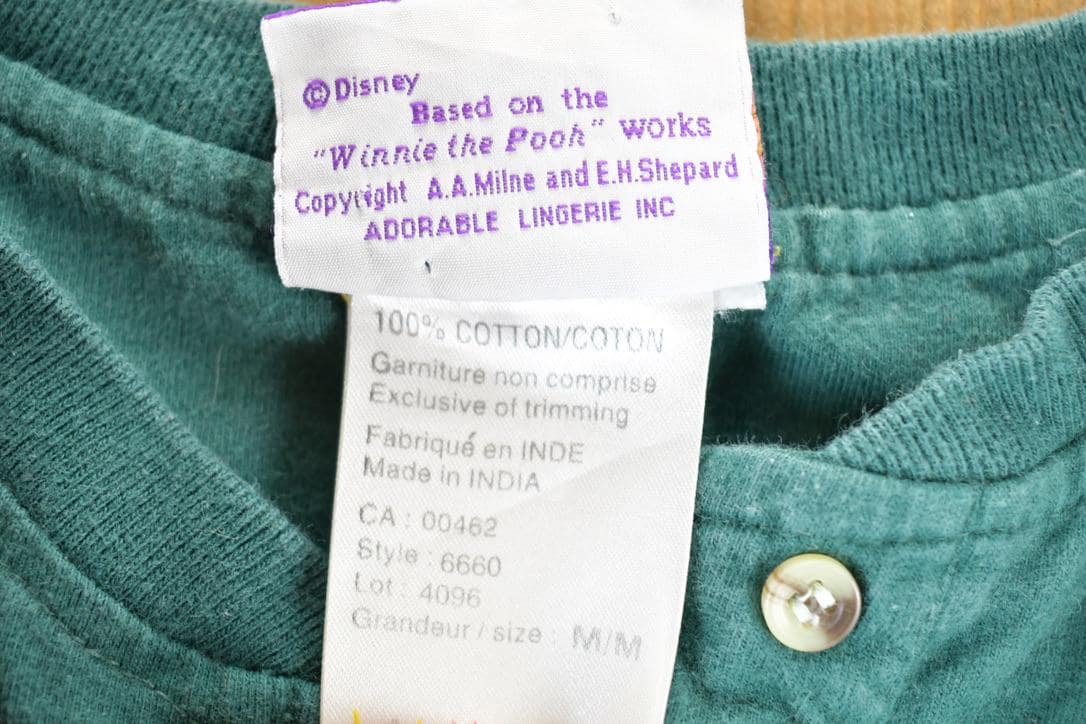 ©Disney
Based on the
"Winnie the Pooh" works
Copyright A.A.Milne and E.H.Shepard
ADORABLE LINGERIE INC
100% COTTON/COTON
Garniture non comprise
Exclusive of trimming
Fabriqué en INDE
Made in INDIA
CA : 00462
Style : 6660
Lot : 4096
Grandeur / size : M/M